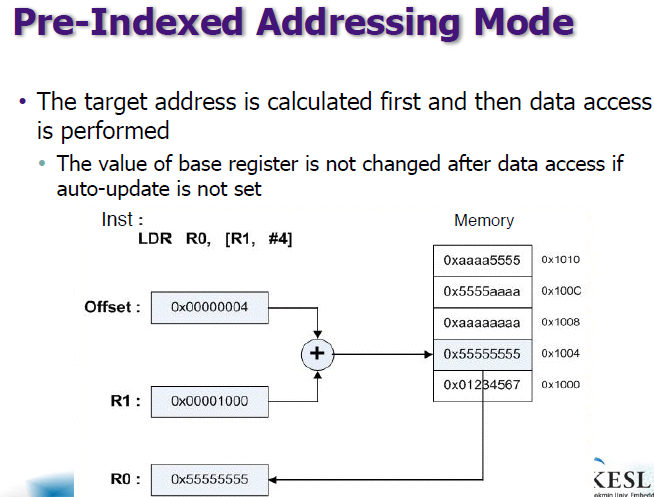 Pre-Indexed Addressing Mode
• The target address is calculated first and then data access
is performed
• The value of base register is not changed after data access if
auto-update is not set
Inst :
LDR R0, [R1, #4]
Memory
0xaaaa5555 0x1010
0x5555aaaa 0x100C
0xaaaaaaaa 0x1008
0x55555555 0x1004
0x01234567 0x1000
Offset : 0x00000004
+
R1 : 0x00001000
R0 : 0x55555555
KESL